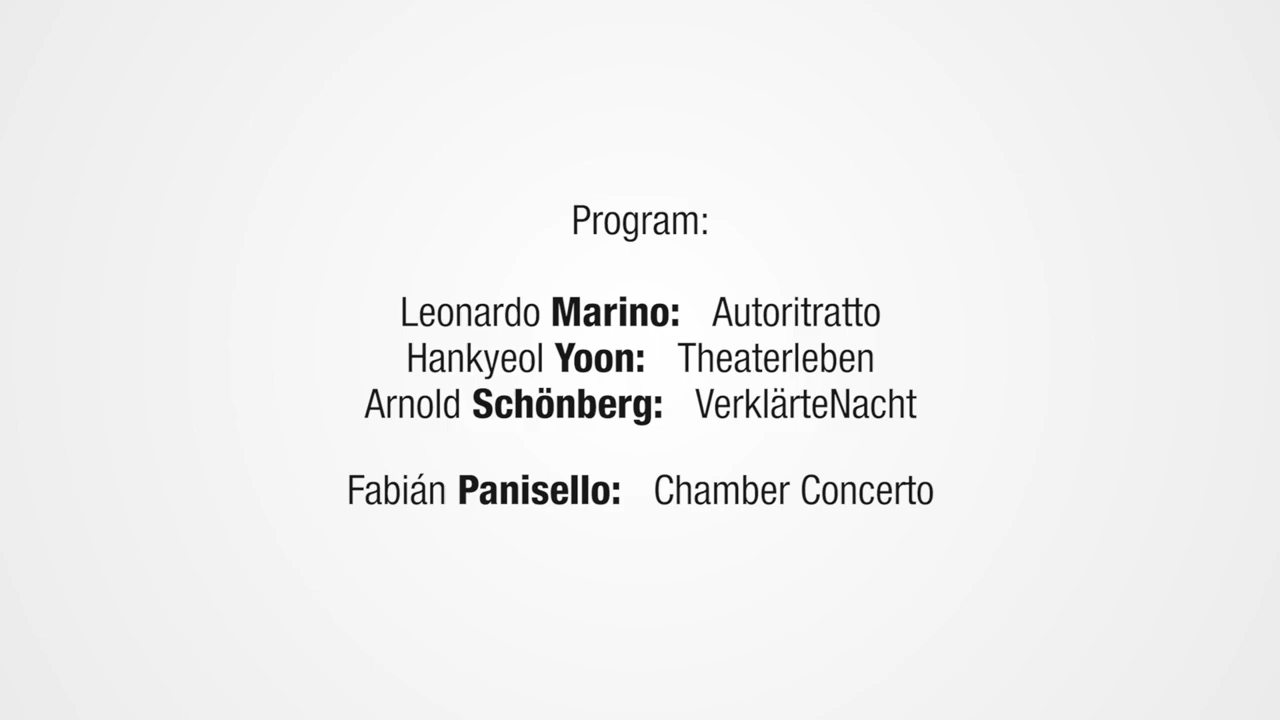 Program:
Leonardo Marino: Autoritratto
Hankyeol Yoon: Theaterleben
Arnold Schönberg: VerklärteNacht
Fabián Panisello: Chamber Concerto